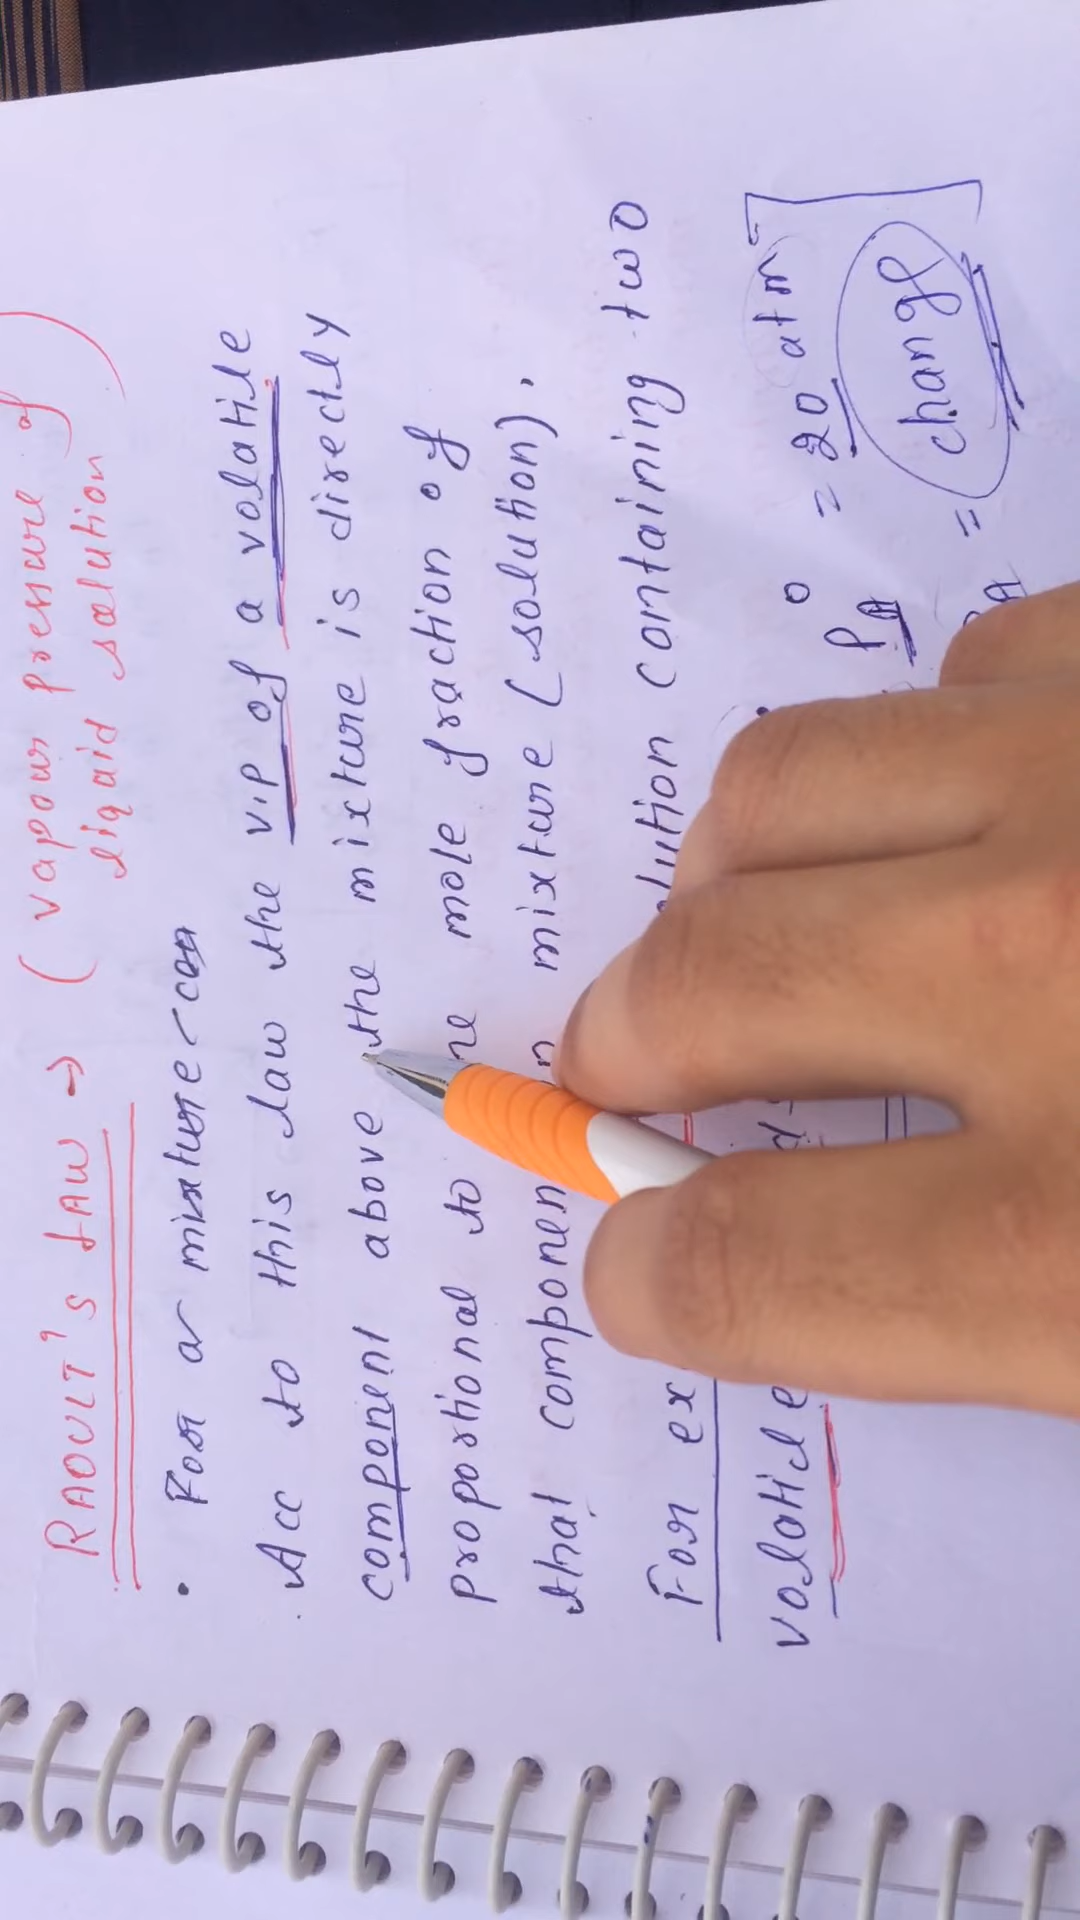 RAOULT'S LAW → (vapour pressure of
liquid solution)
• For a mixture
Acc to this law the v.p of a volatile
component above the mixture is directly
proportional to mole fraction of
that component mixture (solution).
For ex containing two
volatile
P°A = 20 atm
= change